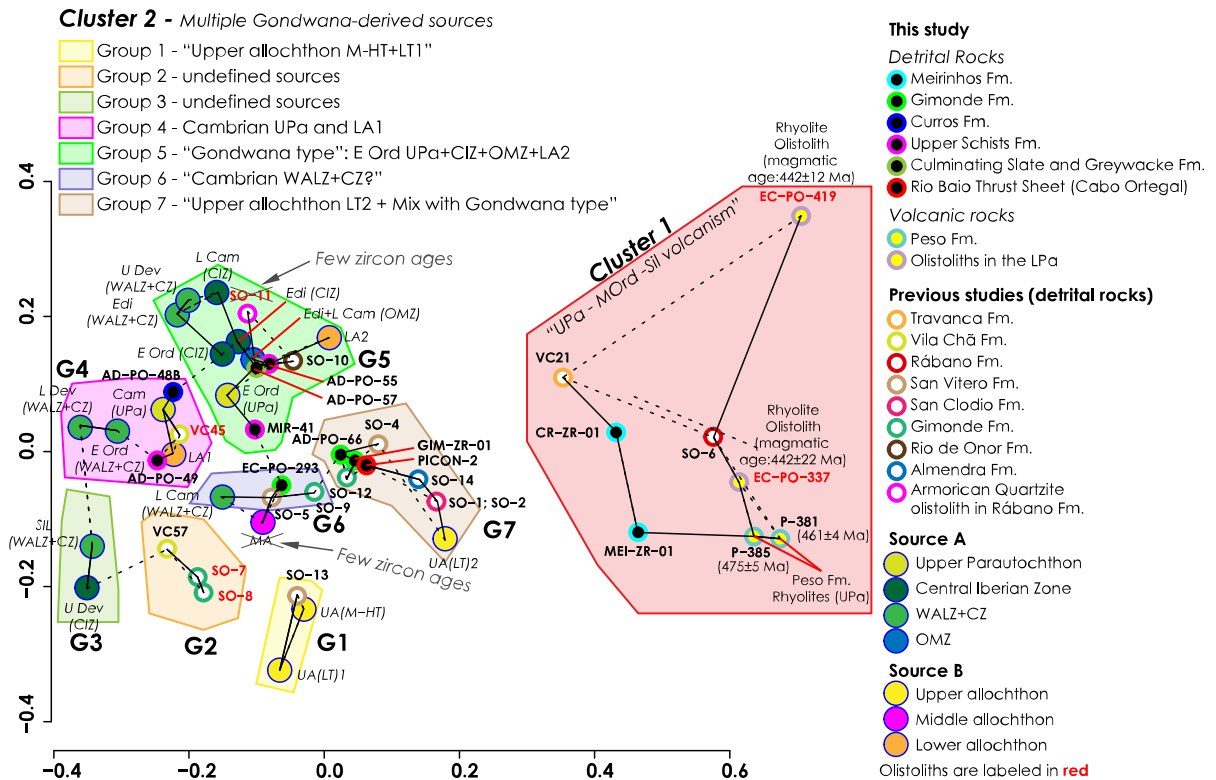 Cluster 2 - Multiple Gondwana-derived sources
Group 1 - “Upper allochthon M-HT+LT1”
Group 2 - undefined sources
Group 3 - undefined sources
Group 4 - Cambrian UPa and LA1
Group 5 - “Gondwana type”: E Ord UPa+CIZ+OMZ+LA2
Group 6 - “Cambrian WALZ+CZ?”
Group 7 - “Upper allochthon LT2 + Mix with Gondwana type”
0.4
0.2
0.0
−0.2
−0.4
−0.4
−0.2
0.0
0.2
0.4
0.6
L Cam
(CIZ)
Few zircon ages
U Dev
(WALZ+CZ)
SO-11
Edi (CIZ)
Edi
(WALZ+CZ)
Edi+L Cam (OMZ)
LA2
E Ord (CIZ)
SO-10
G5
AD-PO-48B
AD-PO-55
AD-PO-57
E Ord
(UPa)
MIR-41
G4
L Dev
(WALZ+CZ)
Cam
(UPa)
VC45
E Ord
(WALZ+CZ)
LA1
AD-PO-49
AD-PO-66
SO-4
GIM-ZR-01
PICON-2
SO-14
SO-1; SO-2
SO-12
G7
UA(LT)2
EC-PO-293
L Cam
(WALZ+CZ)
SO-9
SO-5
G6
MA
Few zircon ages
SIL
(WALZ+CZ)
U Dev
(CIZ)
G3
VC57
SO-7
SO-8
G2
SO-13
UA(M-HT)
G1
UA(LT)1
Rhyolite
Olistolith
(magmatic
age:442±12 Ma)
EC-PO-419
Cluster 1
“UPa - MOrd -Sil volcanism”
VC21
CR-ZR-01
SO-6
Rhyolite
Olistolith
(magmatic
age:442±22 Ma)
EC-PO-337
MEI-ZR-01
P-381
(461±4 Ma)
P-385
(475±5 Ma)
Peso Fm.
Rhyolites (UPa)
This study
Detrital Rocks
Meirinhos Fm.
Gimonde Fm.
Curros Fm.
Upper Schists Fm.
Culminating Slate and Greywacke Fm.
Rio Baio Thrust Sheet (Cabo Ortegal)
Volcanic rocks
Peso Fm.
Olistoliths in the LPa
Previous studies (detrital rocks)
Travanca Fm.
Vila Chã Fm.
Rábano Fm.
San Vitero Fm.
San Clodio Fm.
Gimonde Fm.
Rio de Onor Fm.
Almendra Fm.
Armorican Quartzite
olistolith in Rábano Fm.
Source A
Upper Parautochthon
Central Iberian Zone
WALZ+CZ
OMZ
Source B
Upper allochthon
Middle allochthon
Lower allochthon
Olistoliths are labeled in red